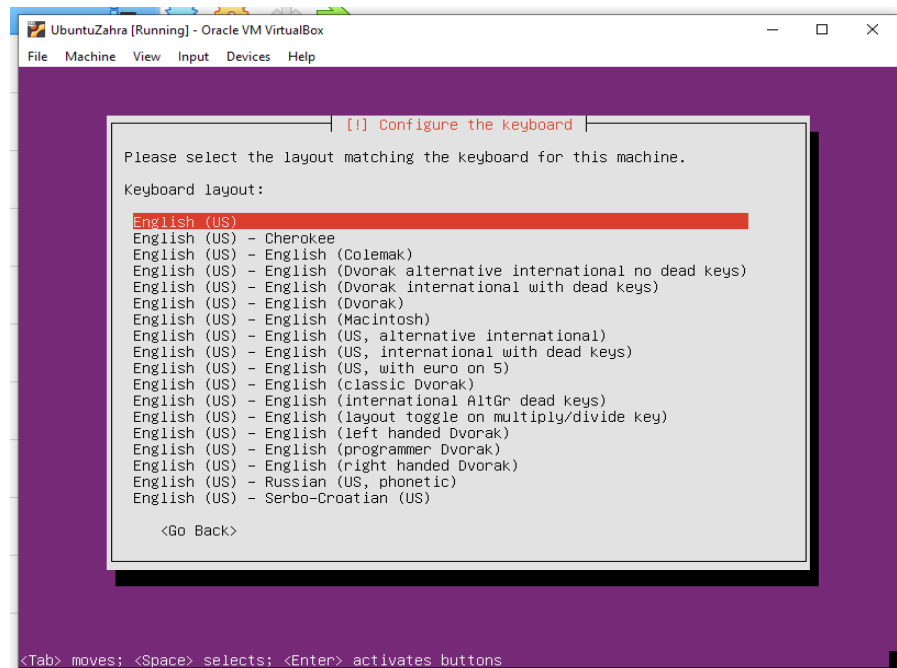 UbuntuZahra [Running] - Oracle VM VirtualBox
File Machine View Input Devices Help
[!] Configure the keyboard
Please select the layout matching the keyboard for this machine.
Keyboard layout:
English (US)
English (US) - Cherokee
English (US) - English (Colemak)
English (US) - English (Dvorak alternative international no dead keys)
English (US) - English (Dvorak international with dead keys)
English (US) - English (Dvorak)
English (US) - English (Macintosh)
English (US) - English (US, alternative international)
English (US) - English (US, international with dead keys)
English (US) - English (US, with euro on 5)
English (US) - English (classic Dvorak)
English (US) - English (international AltGr dead keys)
English (US) - English (layout toggle on multiply/divide key)
English (US) - English (left handed Dvorak)
English (US) - English (programmer Dvorak)
English (US) - English (right handed Dvorak)
English (US) - Russian (US, phonetic)
English (US) - Serbo-Croatian (US)
<Go Back>
<Tab> moves; <Space> selects; <Enter> activates buttons